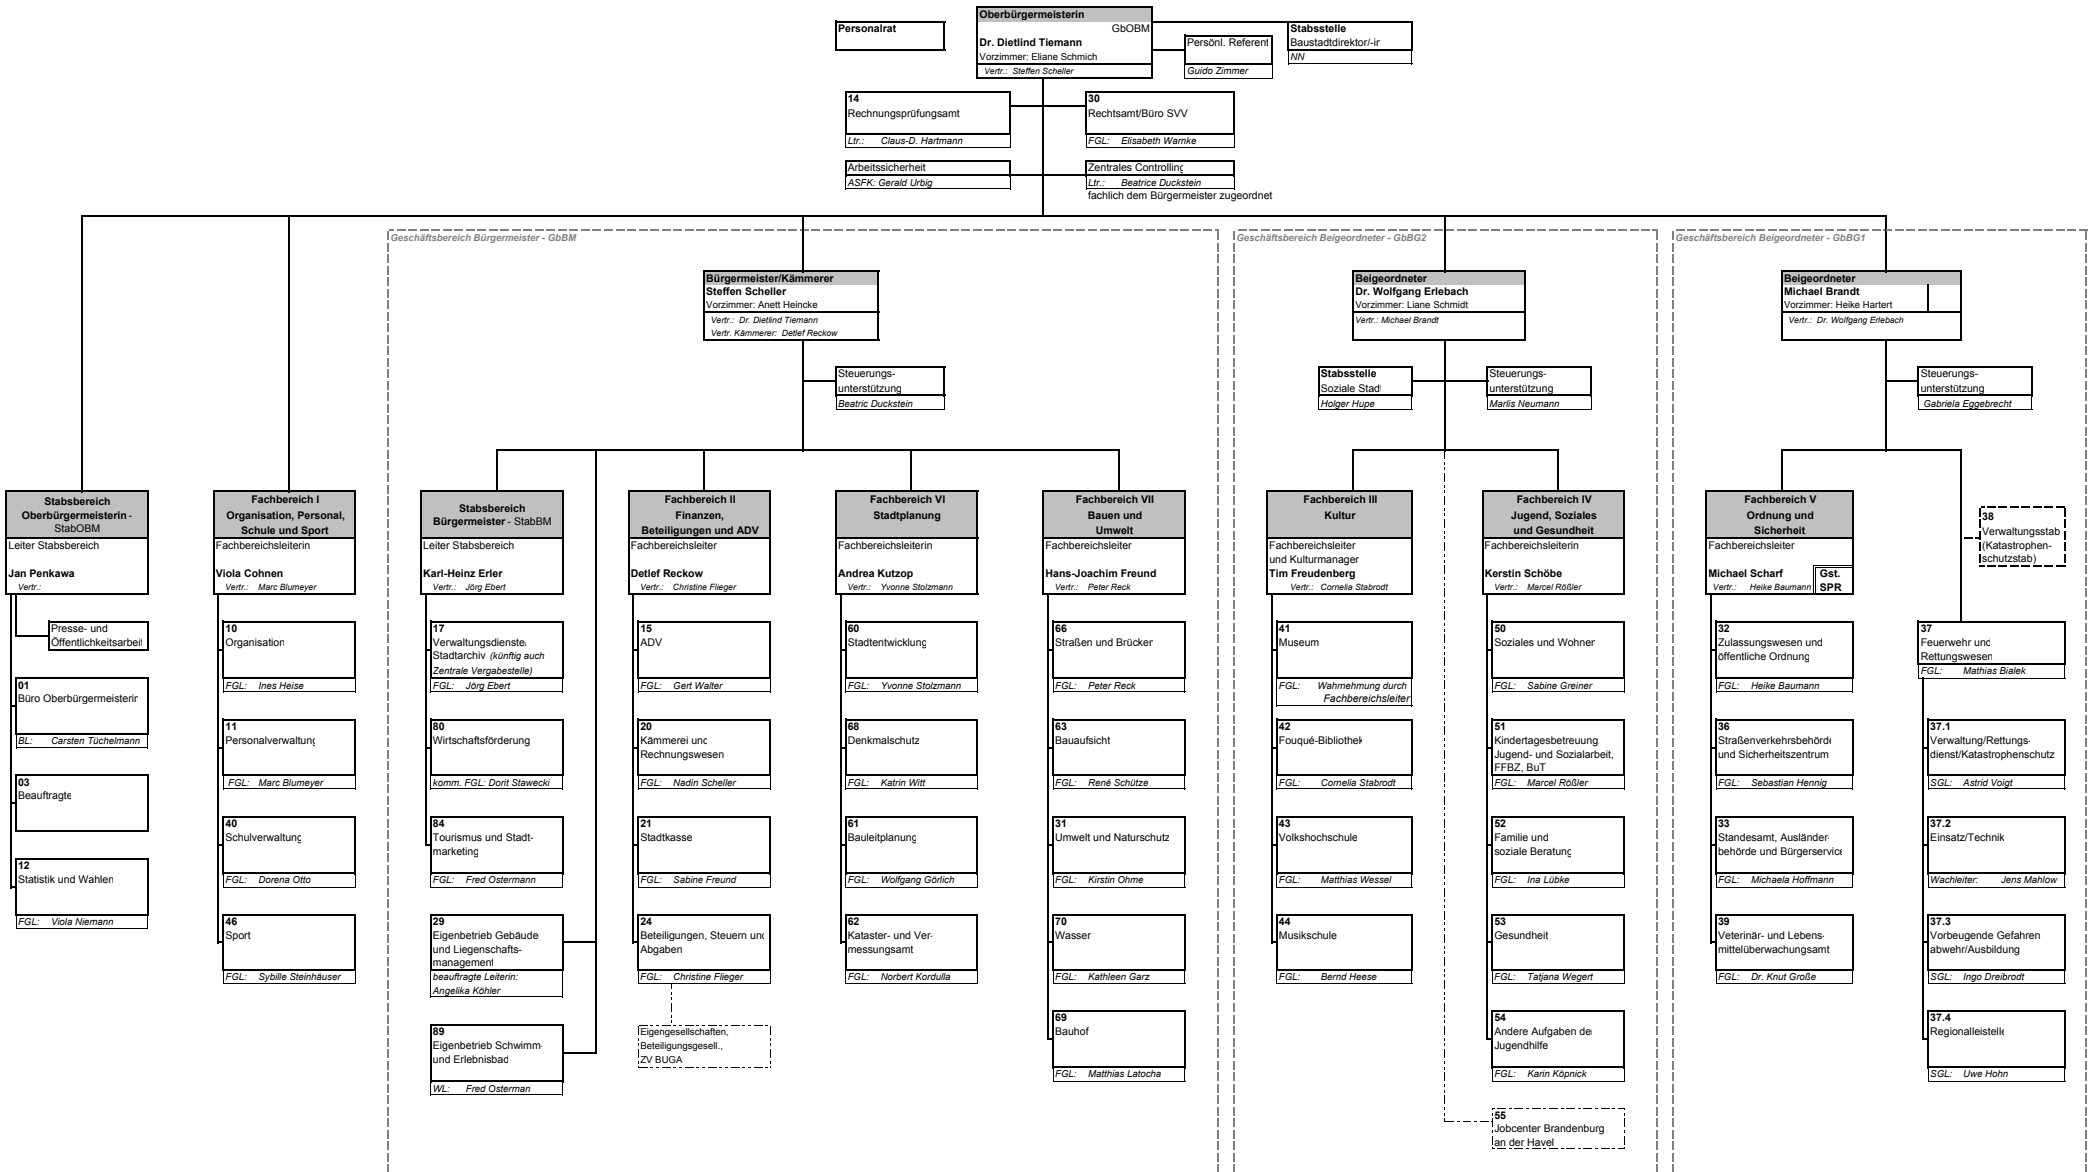 Personalrat
Oberbürgermeisterin
GbOBM
Dr. Dietlind Tiemann
Vorzimmer: Eliane Schmich
Vertr.: Steffen Scheller
Persönl. Referent
Guido Zimmer
Stabsstelle
Baustadtdirektor/-ir
NN
14
Rechnungsprüfungsamt
Ltr.: Claus-D. Hartmann
30
Rechtsamt/Büro SVV
FGL: Elisabeth Warnke
Arbeitssicherheit
ASFK: Gerald Urbig
Zentrales Controlling
Ltr.: Beatrice Duckstein
fachlich dem Bürgermeister zugeordnet
Geschäftsbereich Bürgermeister - GbBM
Geschäftsbereich Beigeordneter - GbBG2
Geschäftsbereich Beigeordneter - GbBG1
Bürgermeister/Kämmerer
Steffen Scheller
Vorzimmer: Anett Heincke
Vertr.: Dr. Dietlind Tiemann
Vertr. Kämmerer: Detlef Reckow
Beigeordneter
Dr. Wolfgang Erlebach
Vorzimmer: Liane Schmidt
Vertr.: Michael Brandt
Beigeordneter
Michael Brandt
Vorzimmer: Heike Hartert
Vertr.: Dr. Wolfgang Erlebach
Steuerungs-
unterstützung
Beatric Duckstein
Stabsstelle
Soziale Stadt
Holger Hupe
Steuerungs-
unterstützung
Marlis Neumann
Steuerungs-
unterstützung
Gabriela Eggebrecht
Stabsbereich
Oberbürgermeisterin -
StabOBM
Leiter Stabsbereich
Jan Penkawa
Vertr.:
Presse- und
Öffentlichkeitsarbeit
01
Büro Oberbürgermeisterin
BL: Carsten Tüchelmann
03
Beauftragte
12
Statistik und Wahlen
FGL: Viola Niemann
Fachbereich I
Organisation, Personal,
Schule und Sport
Fachbereichsleiterin
Viola Cohnen
Vertr.: Marc Blumeyer
10
Organisation
FGL: Ines Heise
11
Personalverwaltung
FGL: Marc Blumeyer
40
Schulverwaltung
FGL: Dorena Otto
46
Sport
FGL: Sybille Steinhäuser
Stabsbereich
Bürgermeister - StabBM
Leiter Stabsbereich
Karl-Heinz Erler
Vertr.: Jörg Ebert
17
Verwaltungsdienste,
Stadtarchiv (künftig auch
Zentrale Vergabestelle)
FGL: Jörg Ebert
80
Wirtschaftsförderung
komm. FGL: Dorit Stawecki
84
Tourismus und Stadt-
marketing
FGL: Fred Ostermann
29
Eigenbetrieb Gebäude
und Liegenschafts-
management
beauftragte Leiterin:
Angelika Köhler
89
Eigenbetrieb Schwimm-
und Erlebnisbad
WL: Fred Osterman
Fachbereich II
Finanzen,
Beteiligungen und ADV
Fachbereichsleiter
Detlef Reckow
Vertr.: Christine Flieger
15
ADV
FGL: Gert Walter
20
Kämmerei und
Rechnungswesen
FGL: Nadin Scheller
21
Stadtkasse
FGL: Sabine Freund
24
Beteiligungen, Steuern und
Abgaben
FGL: Christine Flieger
Eigengesellschaften,
Beteiligungsgesell.,
ZV BUGA
Fachbereich VI
Stadtplanung
Fachbereichsleiterin
Andrea Kutzop
Vertr.: Yvonne Stolzmann
60
Stadtentwicklung
FGL: Yvonne Stolzmann
68
Denkmalschutz
FGL: Katrin Witt
61
Bauleitplanung
FGL: Wolfgang Görlich
62
Kataster- und Ver-
messungsamt
FGL: Norbert Kordulla
Fachbereich VII
Bauen und
Umwelt
Fachbereichsleiter
Hans-Joachim Freund
Vertr.: Peter Reck
66
Straßen und Brücken
FGL: Peter Reck
63
Bauaufsicht
FGL: René Schütze
31
Umwelt und Naturschutz
FGL: Kirstin Ohme
70
Wasser
FGL: Kathleen Garz
69
Bauhof
FGL: Matthias Latocha
Fachbereich III
Kultur
Fachbereichsleiter
und Kulturmanager
Tim Freudenberg
Vertr.: Cornelia Stabrodt
41
Museum
FGL: Wahrnehmung durch
Fachbereichsleiter
42
Fouqué-Bibliothek
FGL: Cornelia Stabrodt
43
Volkshochschule
FGL: Matthias Wessel
44
Musikschule
FGL: Bernd Heese
Fachbereich IV
Jugend, Soziales
und Gesundheit
Fachbereichsleiterin
Kerstin Schöbe
Vertr.: Marcel Rößler
50
Soziales und Wohnen
FGL: Sabine Greiner
51
Kindertagesbetreuung
Jugend- und Sozialarbeit,
FFBZ, BuT
FGL: Marcel Rößler
52
Familie und
soziale Beratung
FGL: Ina Lübke
53
Gesundheit
FGL: Tatjana Wegert
54
Andere Aufgaben der
Jugendhilfe
FGL: Karin Köpnick
55
Jobcenter Brandenburg
an der Havel
Fachbereich V
Ordnung und
Sicherheit
Fachbereichsleiter
Michael Scharf
Vertr.: Heike Baumann
Gst.
SPR
32
Zulassungswesen und
öffentliche Ordnung
FGL: Heike Baumann
36
Straßenverkehrsbehörde
und Sicherheitszentrum
FGL: Sebastian Hennig
33
Standesamt, Ausländer-
behörde und Bürgerservice
FGL: Michaela Hoffmann
39
Veterinär- und Lebens-
mittelüberwachungsamt
FGL: Dr. Knut Große
38
Verwaltungsstab
(Katastrophen-
schutzstab)
37
Feuerwehr und
Rettungswesen
FGL: Mathias Bialek
37.1
Verwaltung/Rettungs-
dienst/Katastrophenschutz
SGL: Astrid Voigt
37.2
Einsatz/Technik
Wachleiter: Jens Mahlow
37.3
Vorbeugende Gefahren
abwehr/Ausbildung
SGL: Ingo Dreibrodt
37.4
Regionalleistelle
SGL: Uwe Hohn